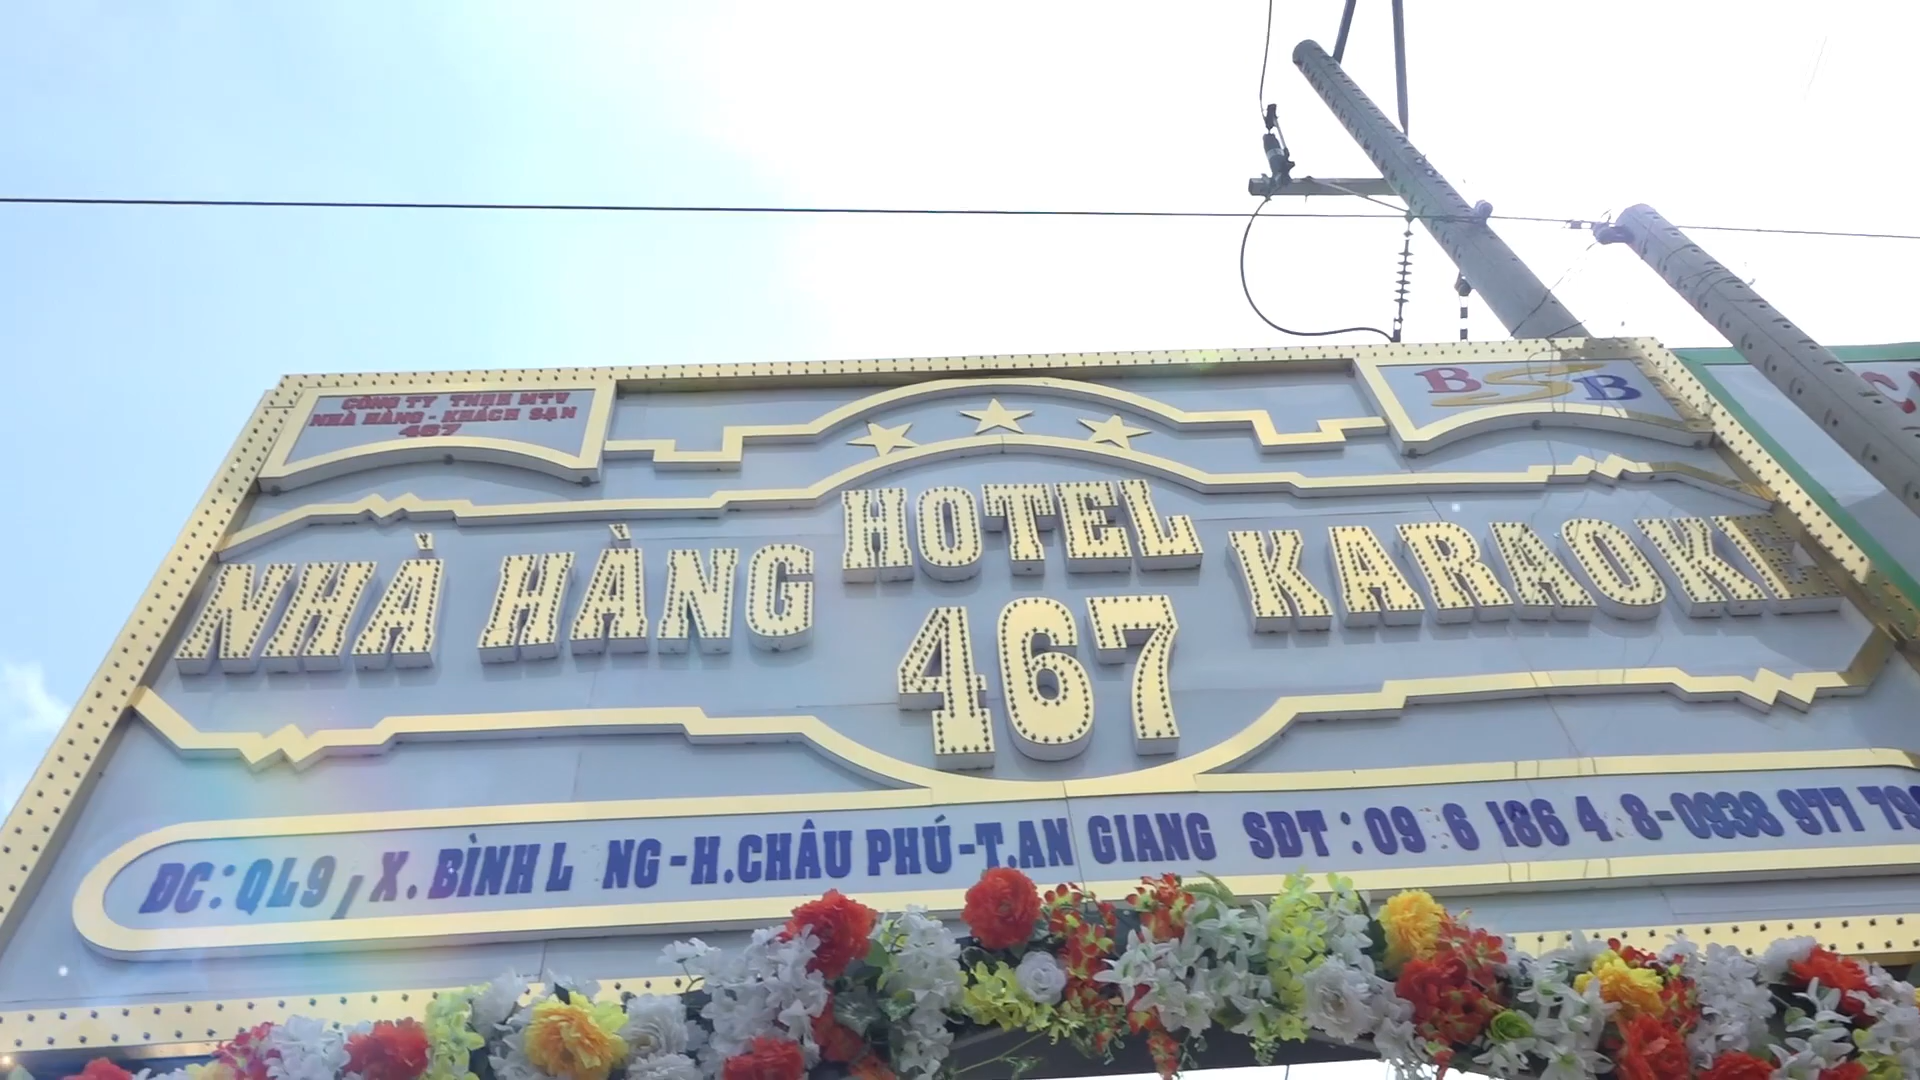 CÔNG TY TNHH MTV
NHÀ HÀNG - KHÁCH SẠN
467
BSB
HOTEL
NHÀ HÀNG
KARAOKE
467
ĐC: QL9 , X. BÌNH L NG - H.CHÂU PHÚ - T.AN GIANG SDT : 09 6 186 4 8 - 0938 977 79